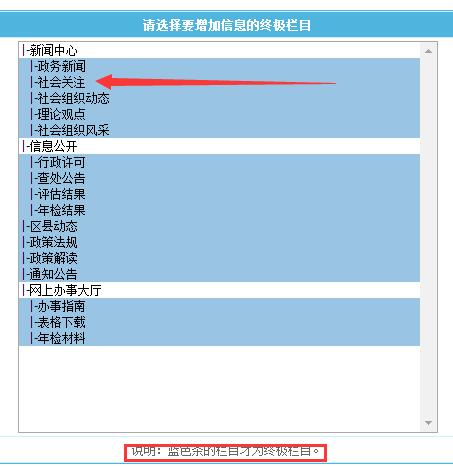 请选择要增加信息的终极栏目
|-新闻中心
|-政务新闻
|-社会关注
|-社会组织动态
|-理论观点
|-社会组织风采
|-信息公开
|-行政许可
|-查处公告
|-评估结果
|-年检结果
|-区县动态
|-政策法规
|-政策解读
|-通知公告
|-网上办事大厅
|-办事指南
|-表格下载
|-年检材料
说明：蓝色条的栏目才为终极栏目。